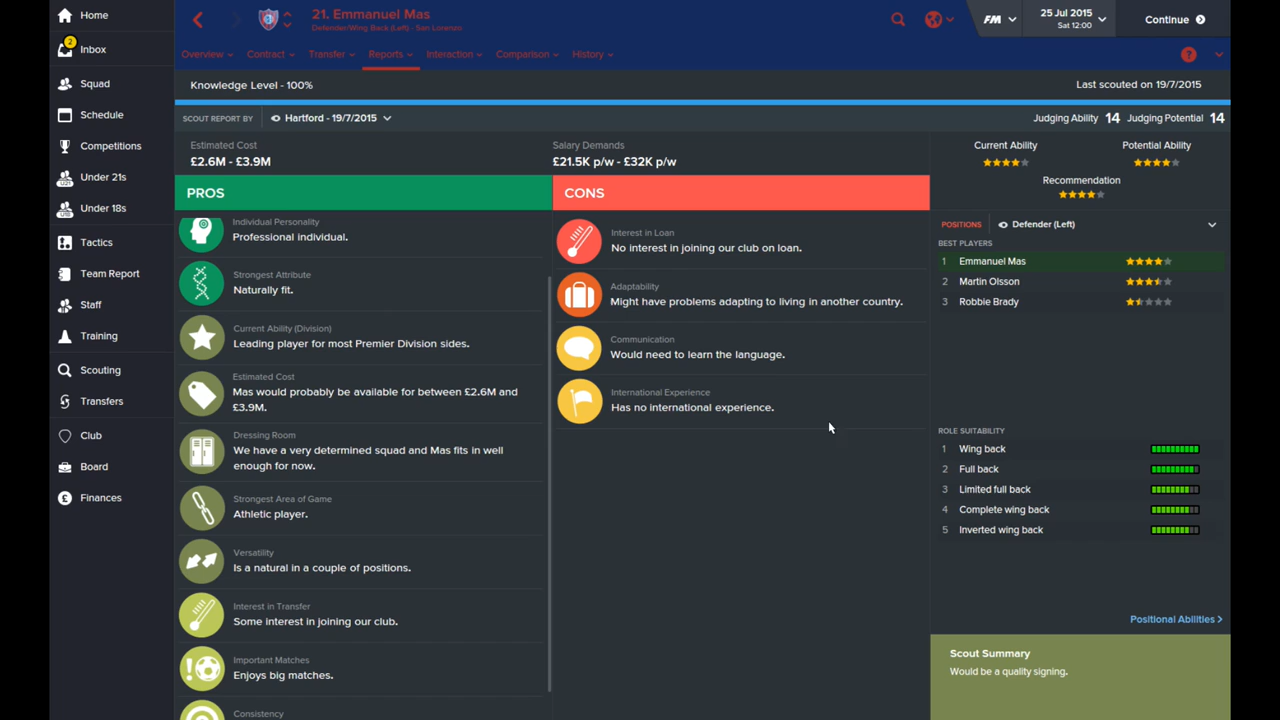 Home
2
Inbox
Squad
Schedule
Competitions
Under 21s
U21
Under 18s
U18
Tactics
Team Report
Staff
Training
Scouting
Transfers
Club
Board
£
Finances
21. Emmanuel Mas
Defender/Wing Back (Left) - San Lorenzo
FM
25 Jul 2015
Sat 12:00
Continue
Overview
Contract
Transfer
Reports
Interaction
Comparison
History
?
Knowledge Level - 100%
Last scouted on 19/7/2015
SCOUT REPORT BY
Hartford - 19/7/2015
Judging Ability 14 Judging Potential 14
Estimated Cost
£2.6M - £3.9M
Salary Demands
£21.5K p/w - £32K p/w
PROS
Individual Personality
Professional individual.
Strongest Attribute
Naturally fit.
Current Ability (Division)
Leading player for most Premier Division sides.
Estimated Cost
Mas would probably be available for between £2.6M and
£3.9M.
Dressing Room
We have a very determined squad and Mas fits in well
enough for now.
Strongest Area of Game
Athletic player.
Versatility
Is a natural in a couple of positions.
Interest in Transfer
Some interest in joining our club.
Important Matches
Enjoys big matches.
Consistency
CONS
Interest in Loan
No interest in joining our club on loan.
Adaptability
Might have problems adapting to living in another country.
Communication
Would need to learn the language.
International Experience
Has no international experience.
Current Ability
Potential Ability
Recommendation
POSITIONS
Defender (Left)
BEST PLAYERS
1 Emmanuel Mas
2 Martin Olsson
3 Robbie Brady
ROLE SUITABILITY
1 Wing back
2 Full back
3 Limited full back
4 Complete wing back
5 Inverted wing back
Positional Abilities
Scout Summary
Would be a quality signing.